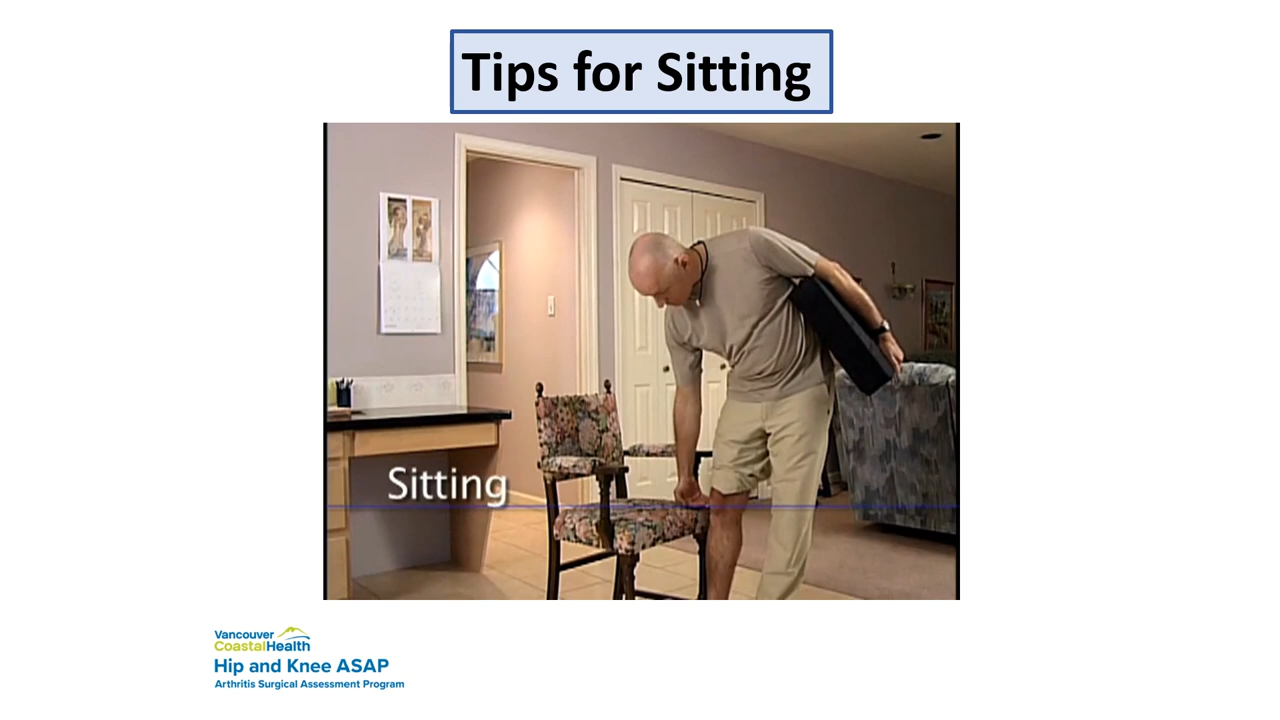 Tips for Sitting
Sitting
Vancouver
CoastalHealth
Hip and Knee ASAP
Arthritis Surgical Assessment Program